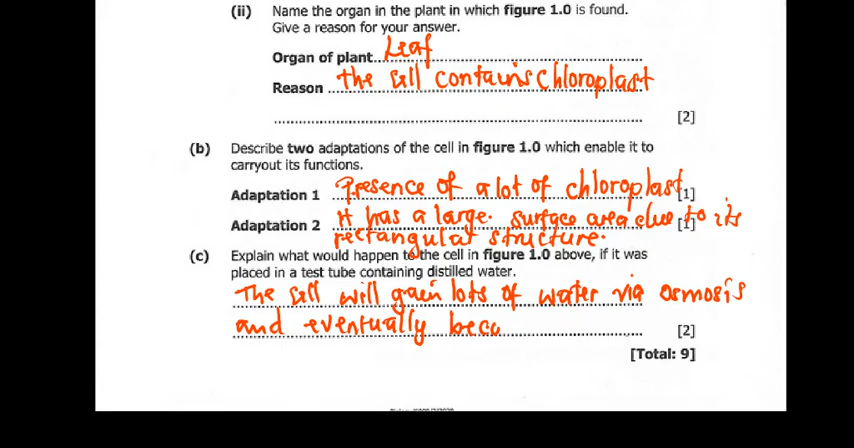 (ii) Name the organ in the plant in which figure 1.0 is found.
Give a reason for your answer.
Organ of plant Leaf
Reason The cell contains chloroplast
[2]
(b) Describe two adaptations of the cell in figure 1.0 which enable it to
carryout its functions.
Adaptation 1 Presence of a lot of chloroplast [1]
Adaptation 2 It has a large surface area due to its [1]
rectangular structure.
(c) Explain what would happen to the cell in figure 1.0 above, if it was
placed in a test tube containing distilled water.
The cell will gain lots of water via osmosis
and eventually beco [2]
[Total: 9]